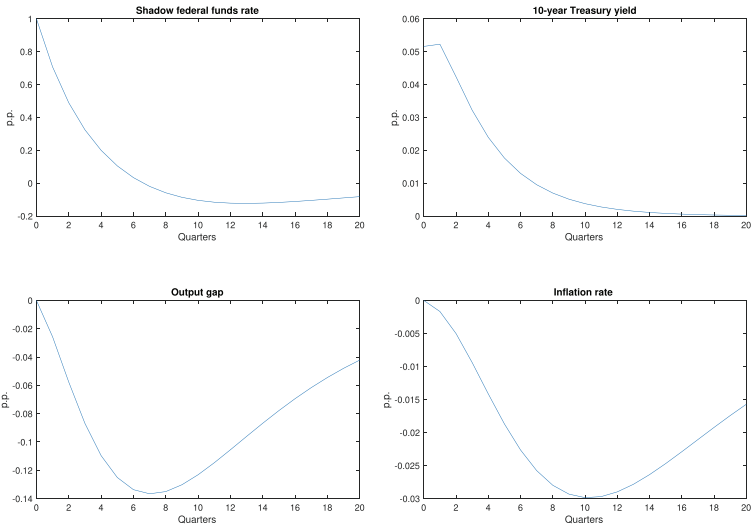 Shadow federal funds rate
1
0.8
0.6
0.4
0.2
0
-0.2
p.p.
0 2 4 6 8 10 12 14 16 18 20
Quarters
10-year Treasury yield
0.06
0.05
0.04
0.03
0.02
0.01
0
p.p.
0 2 4 6 8 10 12 14 16 18 20
Quarters
Output gap
0
-0.02
-0.04
-0.06
-0.08
-0.1
-0.12
-0.14
p.p.
0 2 4 6 8 10 12 14 16 18 20
Quarters
Inflation rate
0
-0.005
-0.01
-0.015
-0.02
-0.025
-0.03
p.p.
0 2 4 6 8 10 12 14 16 18 20
Quarters